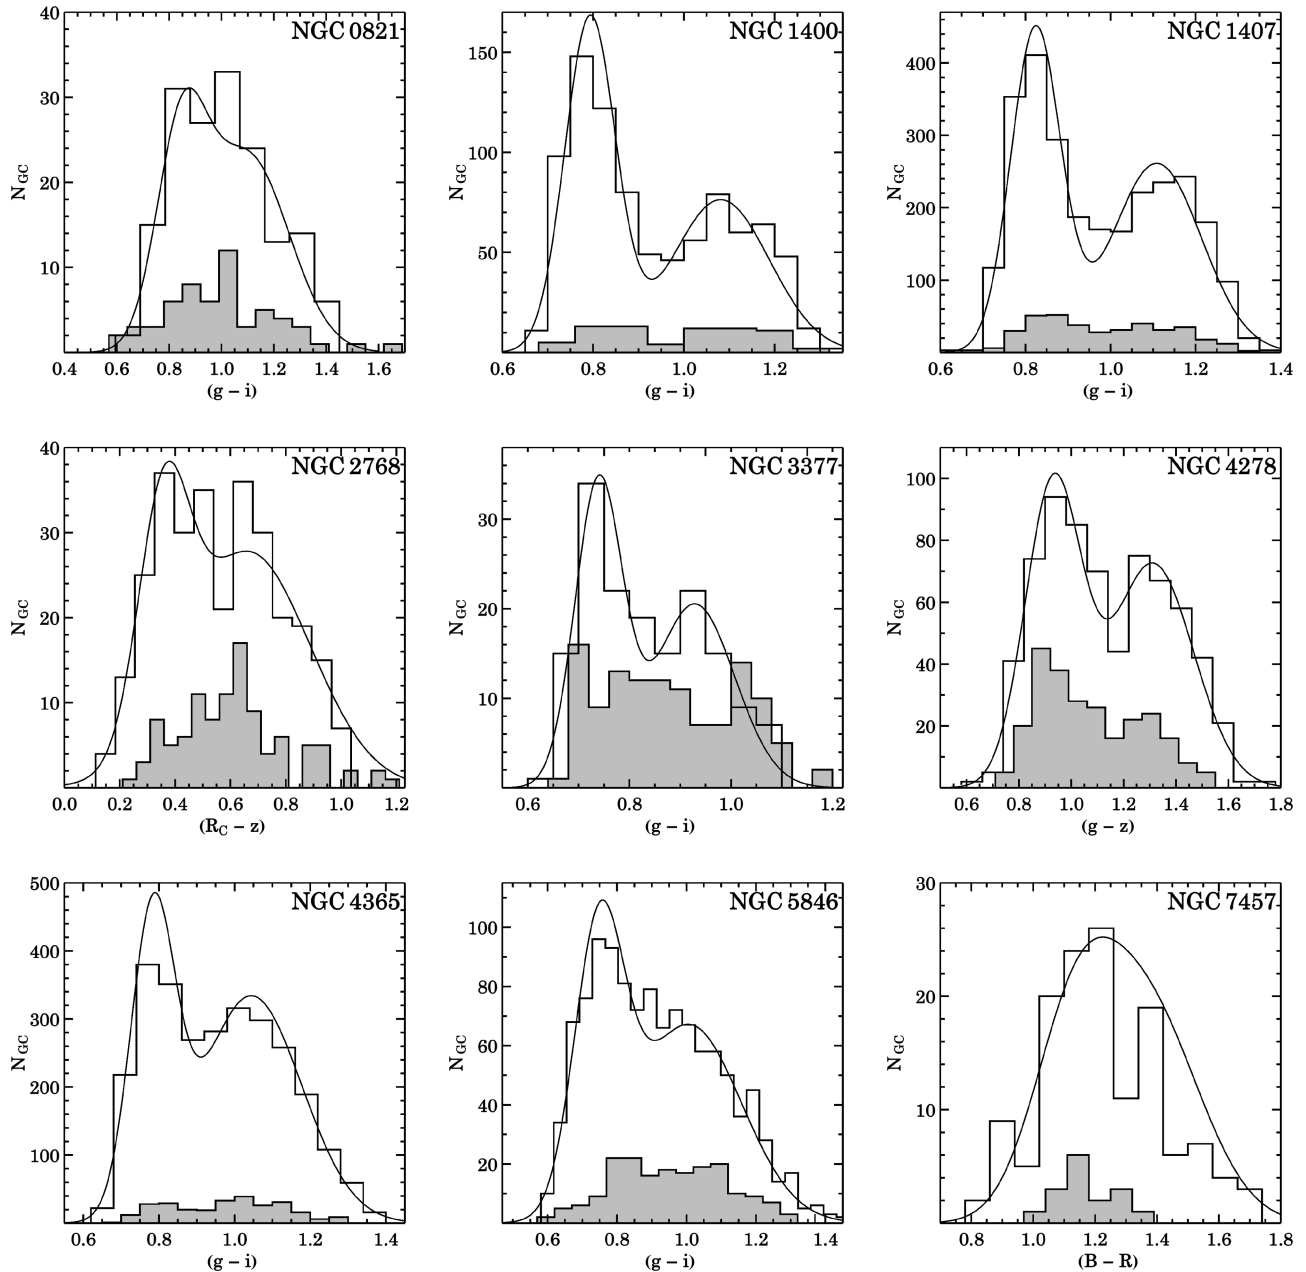 NGC 0821
N_GC
40
30
20
10
0.4 0.6 0.8 1.0 1.2 1.4 1.6
(g – i)
NGC 1400
N_GC
150
100
50
0.6 0.8 1.0 1.2
(g – i)
NGC 1407
N_GC
400
300
200
100
0.6 0.8 1.0 1.2 1.4
(g – i)
NGC 2768
N_GC
40
30
20
10
0.0 0.2 0.4 0.6 0.8 1.0 1.2
(R_C – z)
NGC 3377
N_GC
30
20
10
0.6 0.8 1.0 1.2
(g – i)
NGC 4278
N_GC
100
80
60
40
20
0.6 0.8 1.0 1.2 1.4 1.6 1.8
(g – z)
NGC 4365
N_GC
500
400
300
200
100
0.6 0.8 1.0 1.2 1.4
(g – i)
NGC 5846
N_GC
100
80
60
40
20
0.6 0.8 1.0 1.2 1.4
(g – i)
NGC 7457
N_GC
30
20
10
0.8 1.0 1.2 1.4 1.6 1.8
(B – R)